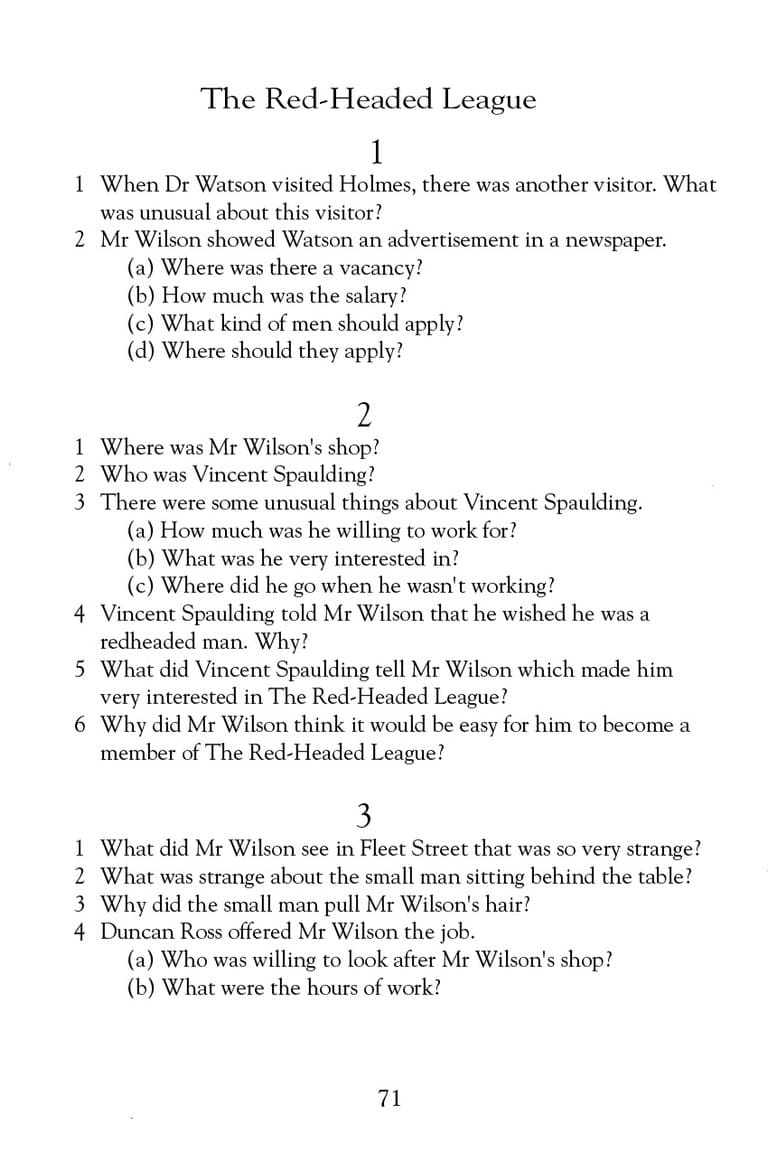 The Red-Headed League
1
1 When Dr Watson visited Holmes, there was another visitor. What
was unusual about this visitor?
2 Mr Wilson showed Watson an advertisement in a newspaper.
(a) Where was there a vacancy?
(b) How much was the salary?
(c) What kind of men should apply?
(d) Where should they apply?
2
1 Where was Mr Wilson's shop?
2 Who was Vincent Spaulding?
3 There were some unusual things about Vincent Spaulding.
(a) How much was he willing to work for?
(b) What was he very interested in?
(c) Where did he go when he wasn't working?
4 Vincent Spaulding told Mr Wilson that he wished he was a
redheaded man. Why?
5 What did Vincent Spaulding tell Mr Wilson which made him
very interested in The Red-Headed League?
6 Why did Mr Wilson think it would be easy for him to become a
member of The Red-Headed League?
3
1 What did Mr Wilson see in Fleet Street that was so very strange?
2 What was strange about the small man sitting behind the table?
3 Why did the small man pull Mr Wilson's hair?
4 Duncan Ross offered Mr Wilson the job.
(a) Who was willing to look after Mr Wilson's shop?
(b) What were the hours of work?
71